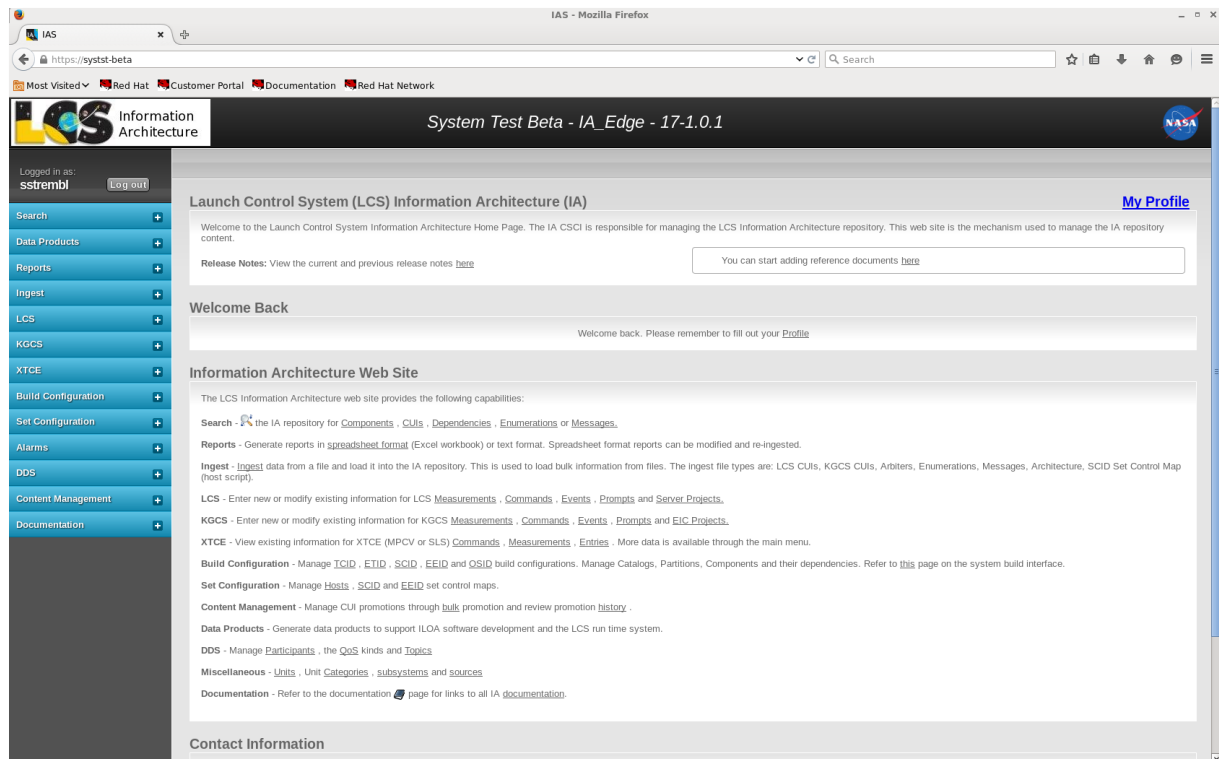 IAS - Mozilla Firefox
IAS
https://systst-beta
Search
Most Visited
Red Hat
Customer Portal
Documentation
Red Hat Network
LCS Information
Architecture
System Test Beta - IA_Edge - 17-1.0.1
NASA
Logged in as:
sstrembl
Log out
Search
Data Products
Reports
Ingest
LCS
KGCS
XTCE
Build Configuration
Set Configuration
Alarms
DDS
Content Management
Documentation
Launch Control System (LCS) Information Architecture (IA)
My Profile
Welcome to the Launch Control System Information Architecture Home Page. The IA CSCI is responsible for managing the LCS Information Architecture repository. This web site is the mechanism used to manage the IA repository
content.
Release Notes: View the current and previous release notes here
You can start adding reference documents here
Welcome Back
Welcome back. Please remember to fill out your Profile
Information Architecture Web Site
The LCS Information Architecture web site provides the following capabilities:
Search - the IA repository for Components , CUIs , Dependencies , Enumerations or Messages.
Reports - Generate reports in spreadsheet format (Excel workbook) or text format. Spreadsheet format reports can be modified and re-ingested.
Ingest - Ingest data from a file and load it into the IA repository. This is used to load bulk information from files. The ingest file types are: LCS CUIs, KGCS CUIs, Arbiters, Enumerations, Messages, Architecture, SCID Set Control Map
(host script).
LCS - Enter new or modify existing information for LCS Measurements , Commands , Events , Prompts and Server Projects.
KGCS - Enter new or modify existing information for KGCS Measurements , Commands , Events , Prompts and EIC Projects.
XTCE - View existing information for XTCE (MPCV or SLS) Commands , Measurements , Entries . More data is available through the main menu.
Build Configuration - Manage TCID , ETID , SCID , EEID and OSID build configurations. Manage Catalogs, Partitions, Components and their dependencies. Refer to this page on the system build interface.
Set Configuration - Manage Hosts , SCID and EEID set control maps.
Content Management - Manage CUI promotions through bulk promotion and review promotion history .
Data Products - Generate data products to support ILOA software development and the LCS run time system.
DDS - Manage Participants , the QoS kinds and Topics
Miscellaneous - Units , Unit Categories , subsystems and sources
Documentation - Refer to the documentation page for links to all IA documentation.
Contact Information